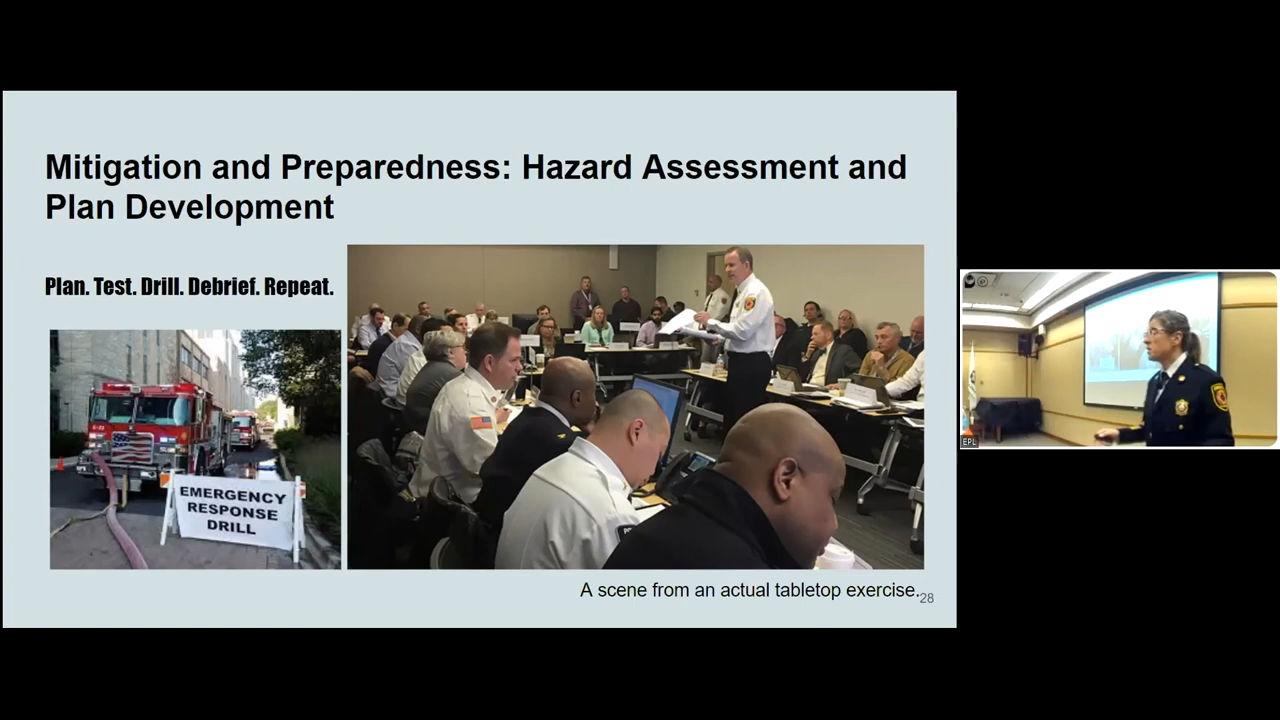 Mitigation and Preparedness: Hazard Assessment and
Plan Development
Plan. Test. Drill. Debrief. Repeat.
EMERGENCY
RESPONSE
DRILL
A scene from an actual tabletop exercise.
28
EPL